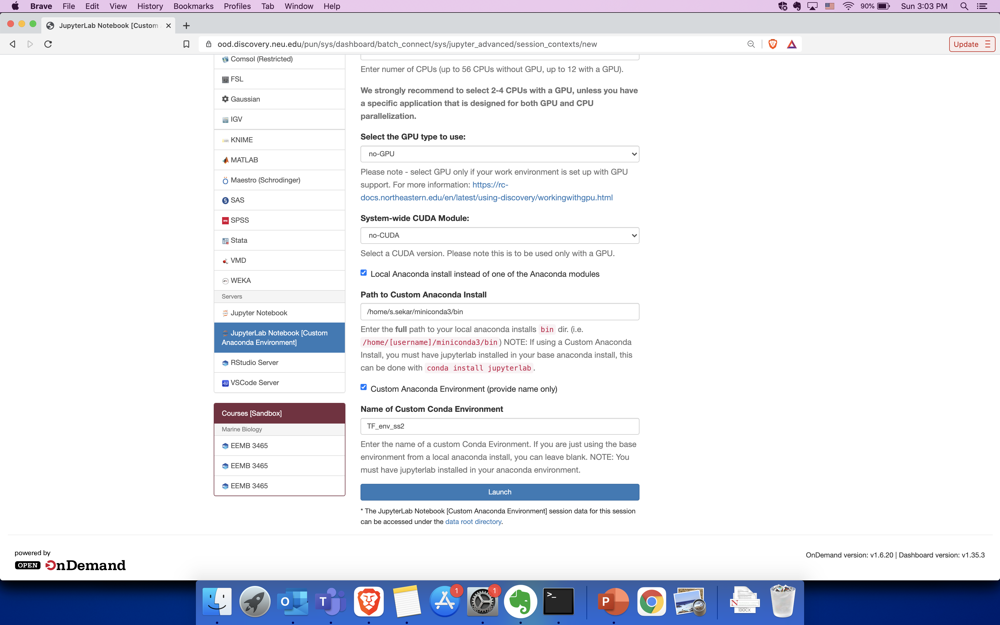 Brave File Edit View History Bookmarks Profiles Tab Window Help
90% Sun 3:03 PM
JupyterLab Notebook [Custom
ood.discovery.neu.edu/pun/sys/dashboard/batch_connect/sys/jupyter_advanced/session_contexts/new
Update
Comsol (Restricted)
FSL
Gaussian
IGV
KNIME
MATLAB
Maestro (Schrodinger)
SAS
SPSS
Stata
VMD
WEKA
Servers
Jupyter Notebook
JupyterLab Notebook [Custom
Anaconda Environment]
RStudio Server
VSCode Server
Courses [Sandbox]
Marine Biology
EEMB 3465
EEMB 3465
EEMB 3465
Enter numer of CPUs (up to 56 CPUs without GPU, up to 12 with a GPU).
We strongly recommend to select 2-4 CPUs with a GPU, unless you have
a specific application that is designed for both GPU and CPU
parallelization.
Select the GPU type to use:
no-GPU
Please note - select GPU only if your work environment is set up with GPU
support. For more information: https://rc-
docs.northeastern.edu/en/latest/using-discovery/workingwithgpu.html
System-wide CUDA Module:
no-CUDA
Select a CUDA version. Please note this is to be used only with a GPU.
Local Anaconda install instead of one of the Anaconda modules
Path to Custom Anaconda Install
/home/s.sekar/miniconda3/bin
Enter the full path to your local anaconda installs bin dir. (i.e.
/home/[username]/miniconda3/bin) NOTE: If using a Custom Anaconda
Install, you must have jupyterlab installed in your base anaconda install, this
can be done with conda install jupyterlab.
Custom Anaconda Environment (provide name only)
Name of Custom Conda Environment
TF_env_ss2
Enter the name of a custom Conda Evironment. If you are just using the base
environment from a local anaconda install, you can leave blank. NOTE: You
must have jupyterlab installed in your anaconda environment.
Launch
* The JupyterLab Notebook [Custom Anaconda Environment] session data for this session
can be accessed under the data root directory.
powered by
OPEN OnDemand
OnDemand version: v1.6.20 | Dashboard version: v1.35.3
O
T
1
1
>_
P
N
DOCX